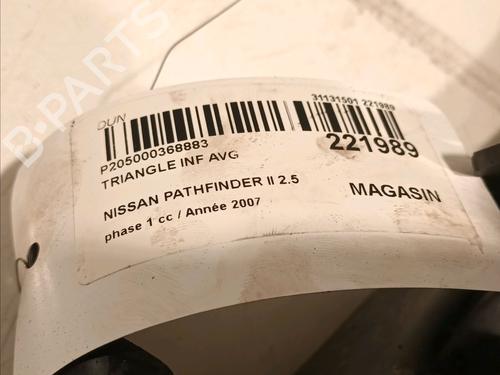 DUN
31131501 221989
P205000368883
221989
TRIANGLE INF AVG
NISSAN PATHFINDER II 2.5
MAGASIN
phase 1 cc / Année 2007
B-PARTS